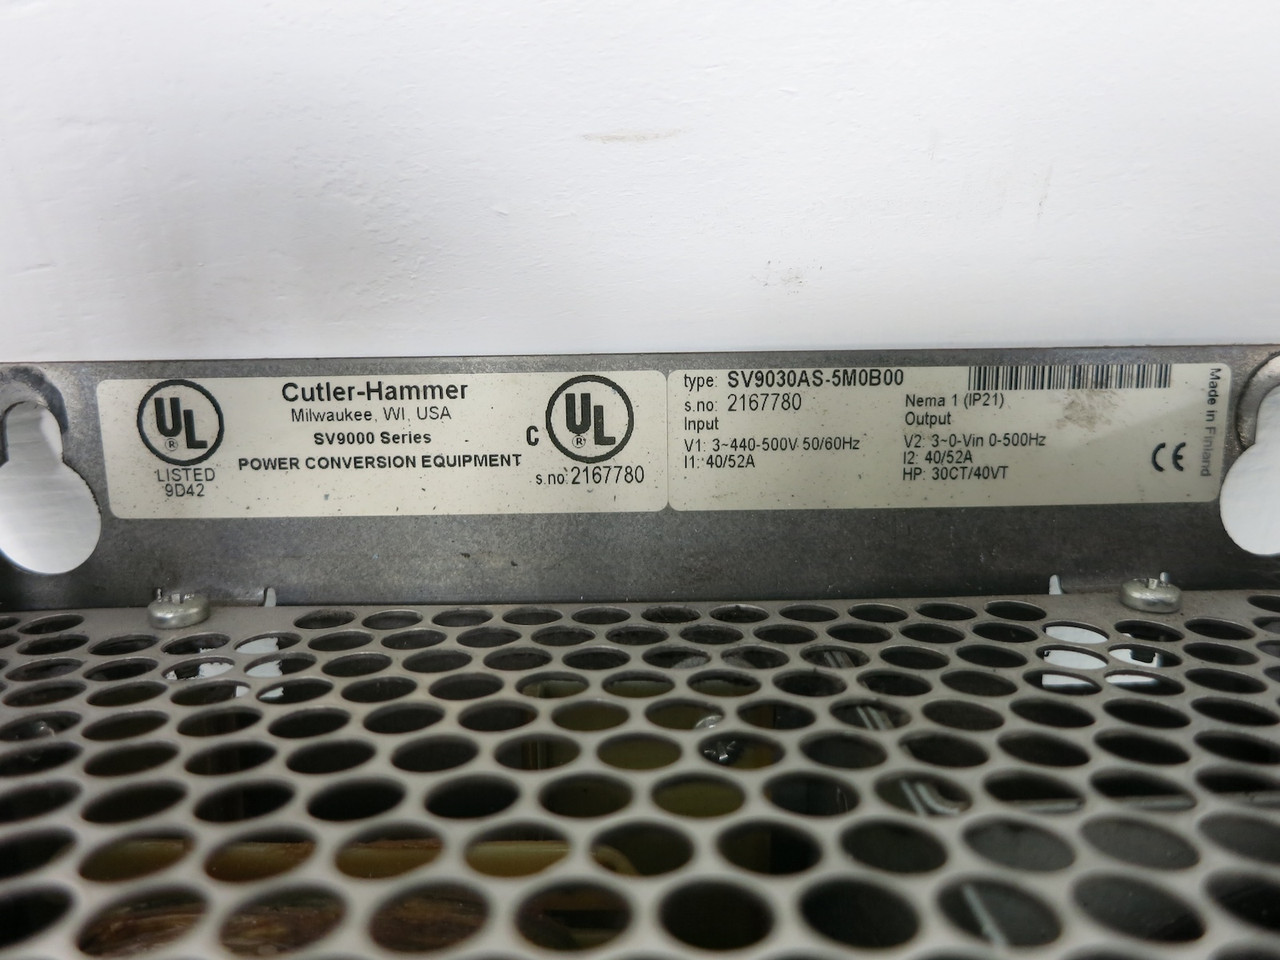 UL
®
LISTED
9D42
Cutler-Hammer
Milwaukee, WI, USA
SV9000 Series
POWER CONVERSION EQUIPMENT
C UL
®
s.no: 2167780
type: SV9030AS-5M0B00
s.no: 2167780
Input
V1: 3~440-500V 50/60Hz
I1: 40/52A
Nema 1 (IP21)
Output
V2: 3~0-Vin 0-500Hz
I2: 40/52A
HP: 30CT/40VT
CE
Made in Finland